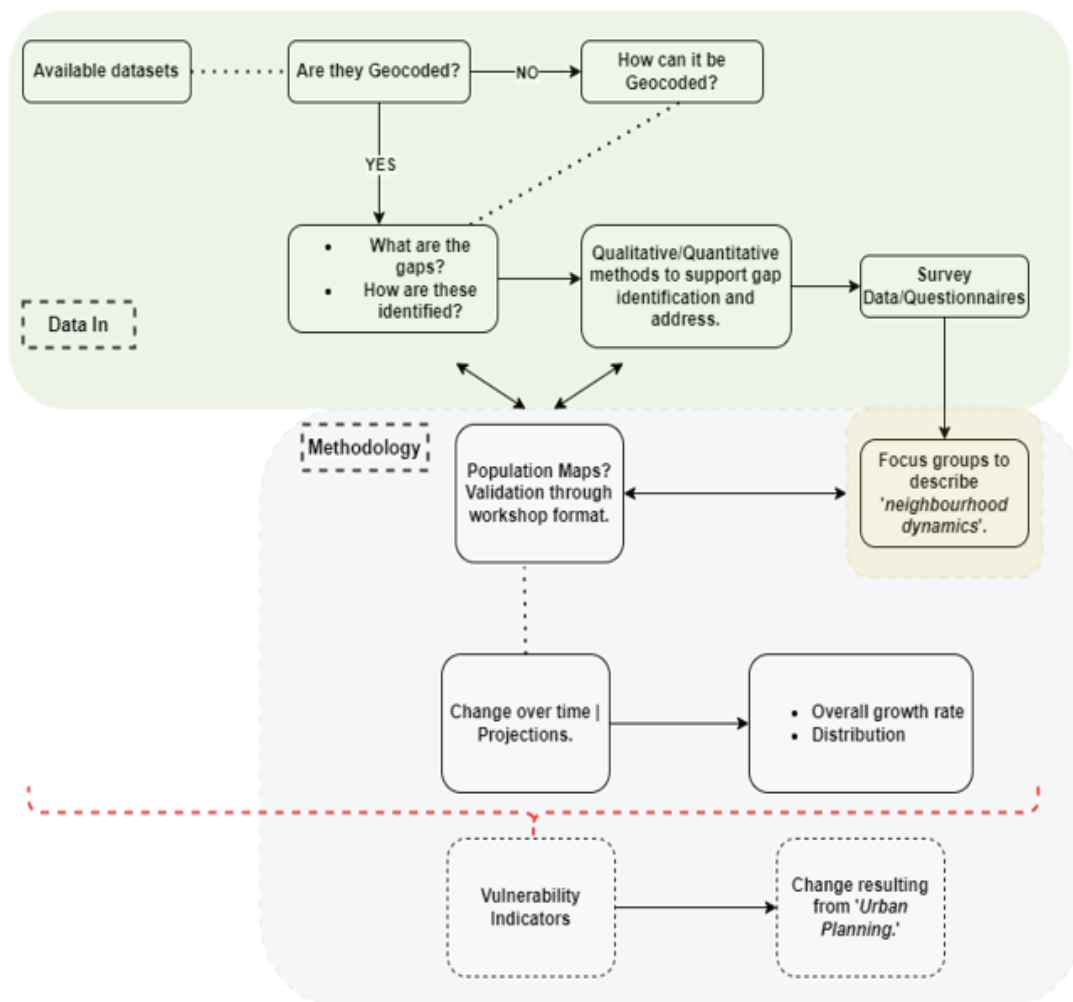 Available datasets
Are they Geocoded?
NO
How can it be
Geocoded?
YES
• What are the
gaps?
• How are these
identified?
Qualitative/Quantitative
methods to support gap
identification and
address.
Survey
Data/Questionnaires
Data In
Methodology
Population Maps?
Validation through
workshop format.
Focus groups to
describe
'neighbourhood
dynamics'.
Change over time |
Projections.
• Overall growth rate
• Distribution
Vulnerability
Indicators
Change resulting
from 'Urban
Planning.'